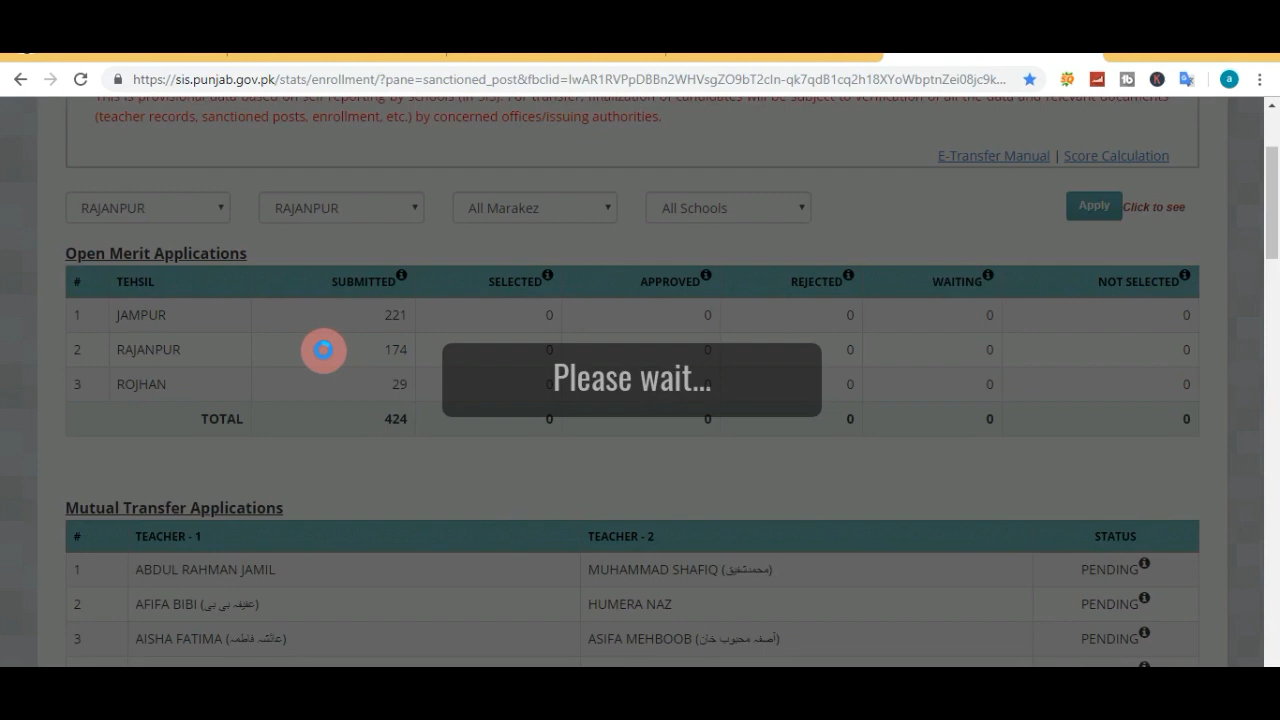 https://sis.punjab.gov.pk/stats/enrollment/?pane=sanctioned_post&fbclid=IwAR1RVPpDBBn2WHVsgZO9bT2cIn-qk7qdB1cq2h18XYoWbptnZei08jc9k...
This is provisional data based on self reporting by schools (in SIS). For transfer, finalization of candidates will be subject to verification of all the data and relevant documents
(teacher records, sanctioned posts, enrollment, etc.) by concerned offices/issuing authorities.
E-Transfer Manual | Score Calculation
RAJANPUR RAJANPUR All Marakez All Schools Apply Click to see
Open Merit Applications
# TEHSIL SUBMITTED SELECTED APPROVED REJECTED WAITING NOT SELECTED
1 JAMPUR 221 0 0 0 0 0
2 RAJANPUR 174 0 0 0 0 0
3 ROJHAN 29 0 0 0 0 0
Please wait...
TOTAL 424 0 0 0 0 0
Mutual Transfer Applications
# TEACHER - 1 TEACHER - 2 STATUS
1 ABDUL RAHMAN JAMIL MUHAMMAD SHAFIQ (محمدشفیق) PENDING
2 AFIFA BIBI (عفیفہ بی بی) HUMERA NAZ PENDING
3 AISHA FATIMA (عائشہ فاطمہ) ASIFA MEHBOOB (آصفہ محبوب خان) PENDING